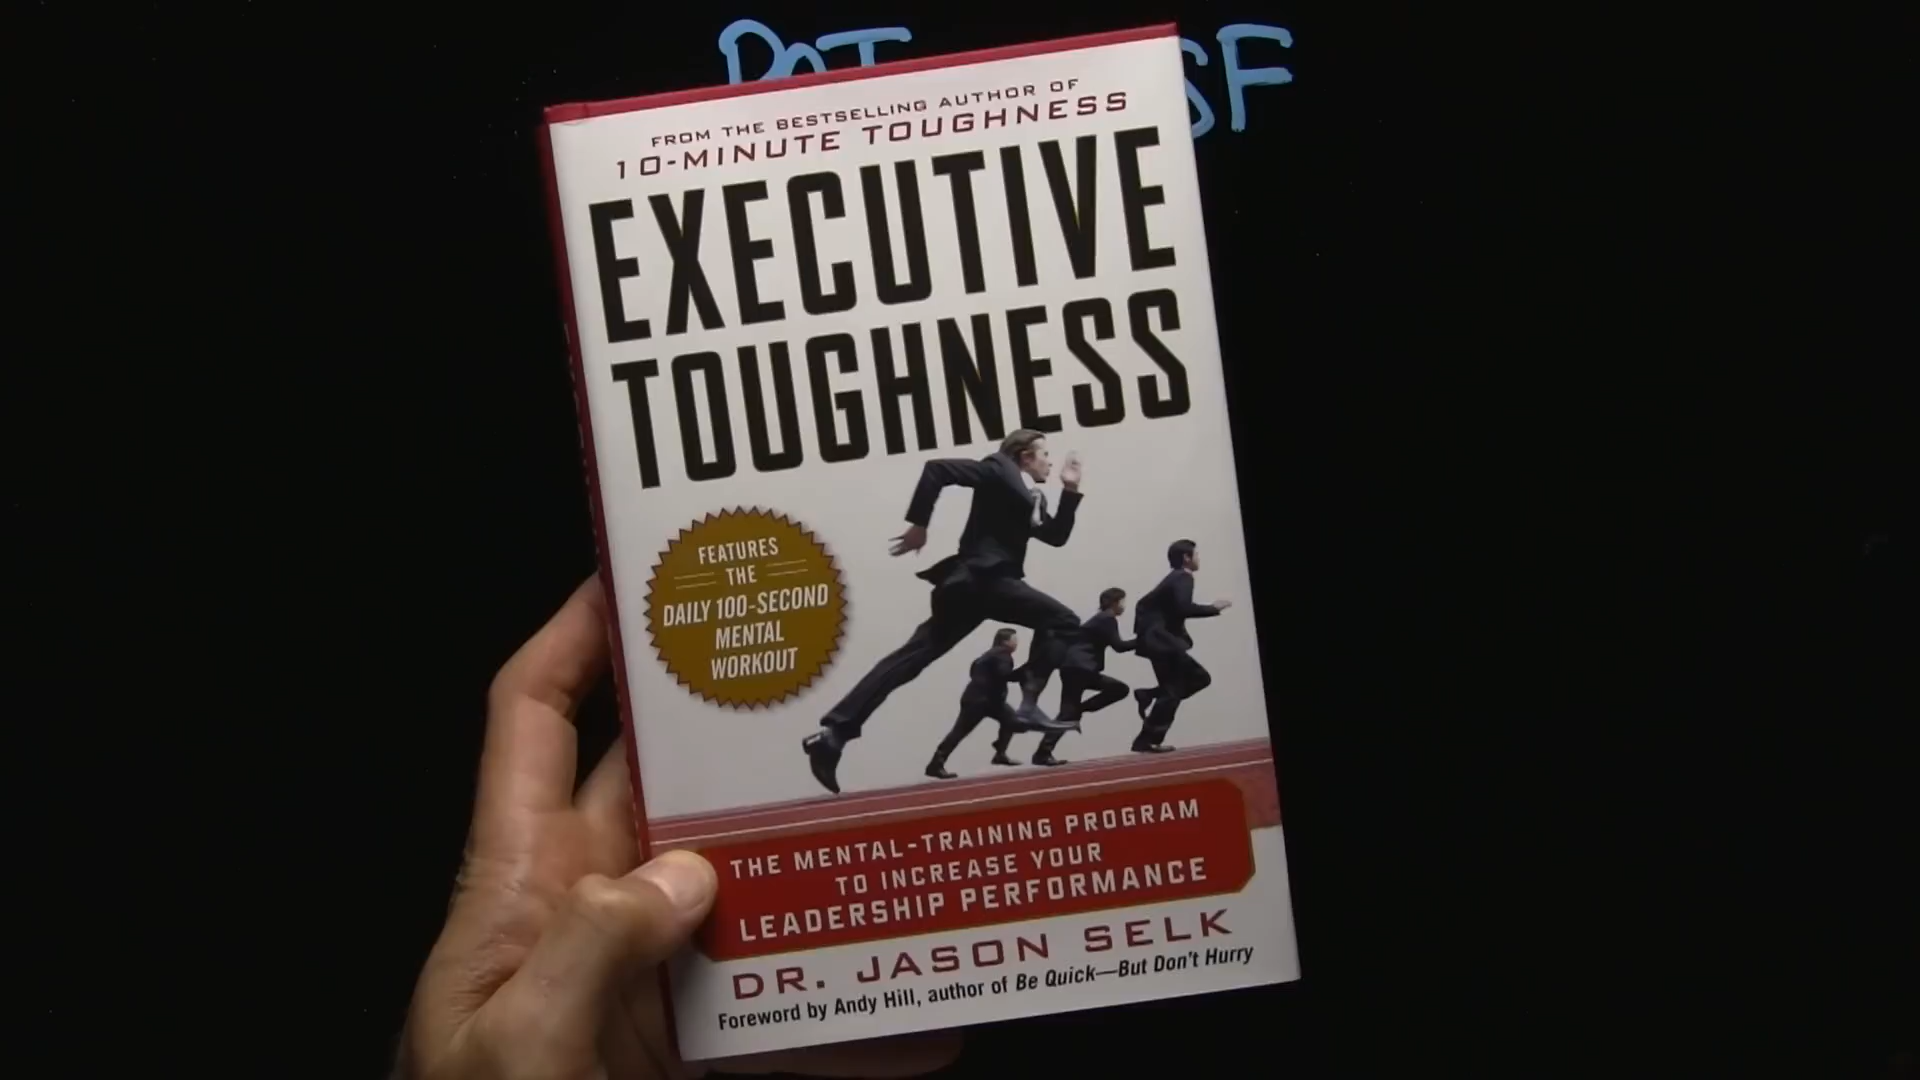 FROM THE BESTSELLING AUTHOR OF
10-MINUTE TOUGHNESS
EXECUTIVE
TOUGHNESS
FEATURES
THE
DAILY 100-SECOND
MENTAL
WORKOUT
THE MENTAL-TRAINING PROGRAM
TO INCREASE YOUR
LEADERSHIP PERFORMANCE
DR. JASON SELK
Foreword by Andy Hill, author of Be Quick—But Don't Hurry